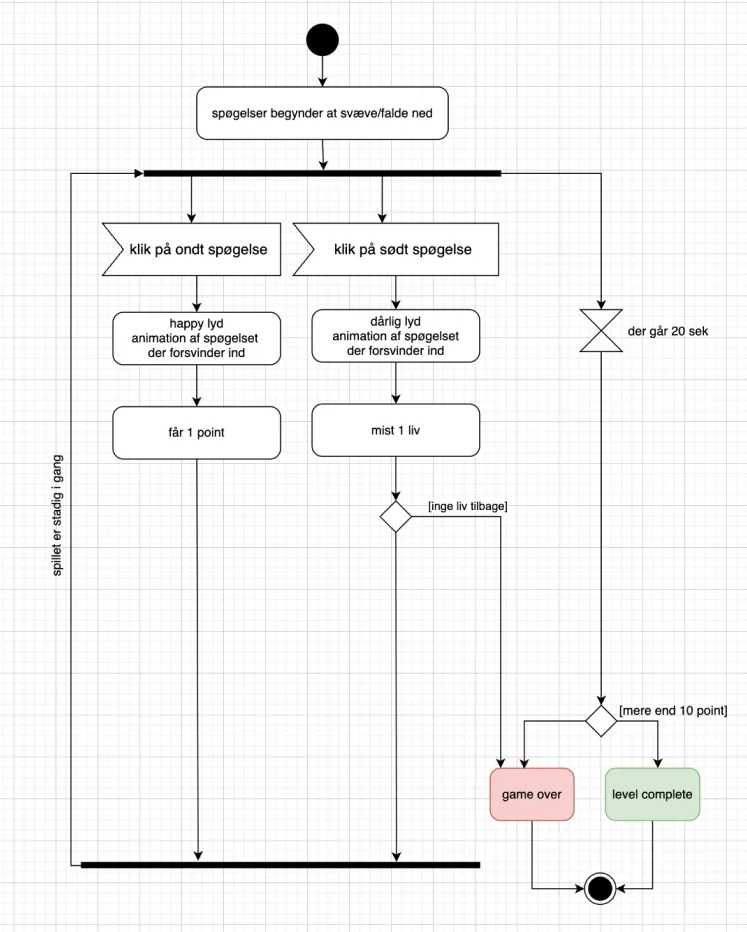 spøgelser begynder at svæve/falde ned
klik på ondt spøgelse
klik på sødt spøgelse
happy lyd
animation af spøgelset
der forsvinder ind
dårlig lyd
animation af spøgelset
der forsvinder ind
der går 20 sek
får 1 point
mist 1 liv
spillet er stadig i gang
[inge liv tilbage]
[mere end 10 point]
game over
level complete